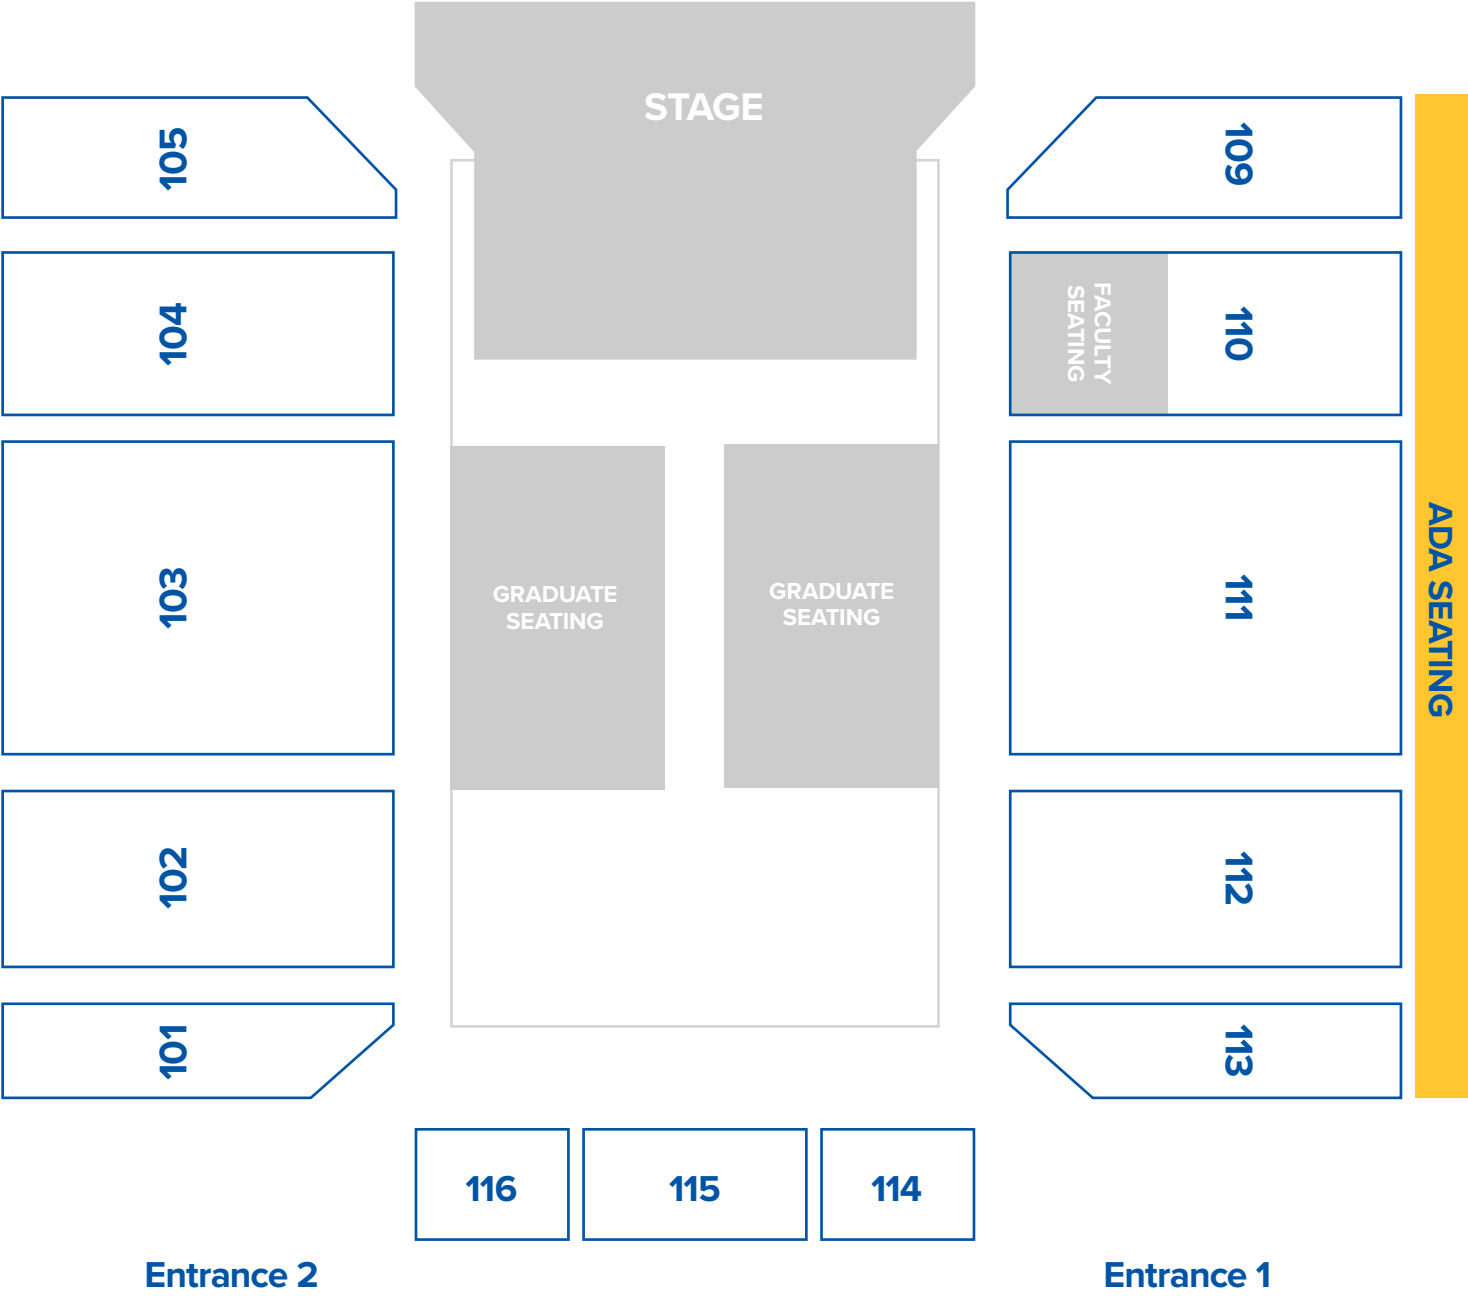 STAGE
105
109
104
FACULTY
SEATING
110
103
GRADUATE
SEATING
GRADUATE
SEATING
111
ADA SEATING
102
112
101
113
116
115
114
Entrance 2
Entrance 1